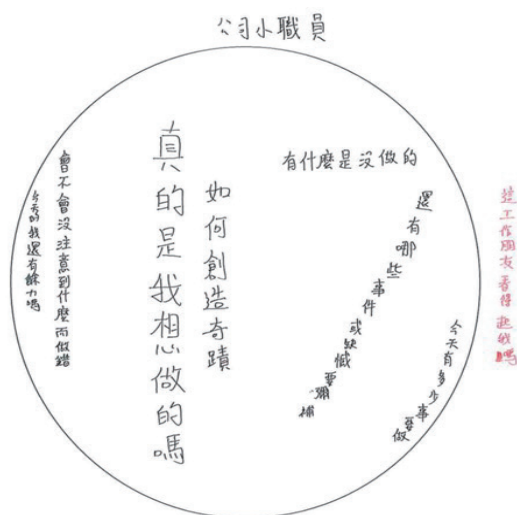 公司小職員
有什麼是沒做的
還有哪些事件或缺憾要彌補
今天有多少事要做
這工作朋友看得起我嗎
如何創造奇蹟
真的是我想做的嗎
會不會沒注意到什麼而做錯
今天的我還有餘力嗎